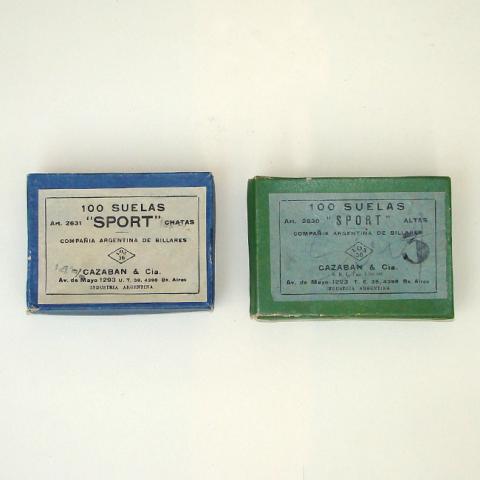 100 SUELAS
Art. 2631 "SPORT" CHATAS
COMPAÑIA ARGENTINA DE BILLARES
CAZABAN & Cia.
Av. de Mayo 1293 U. T. 38, 4398 Bs. Aires
INDUSTRIA ARGENTINA
100 SUELAS
Art. 2630 "SPORT" ALTAS
COMPAÑIA ARGENTINA DE BILLARES
3
CAZABAN & Cia.
Av. de Mayo 1293 T. E. 38, 4398 Bs. Aires
INDUSTRIA ARGENTINA